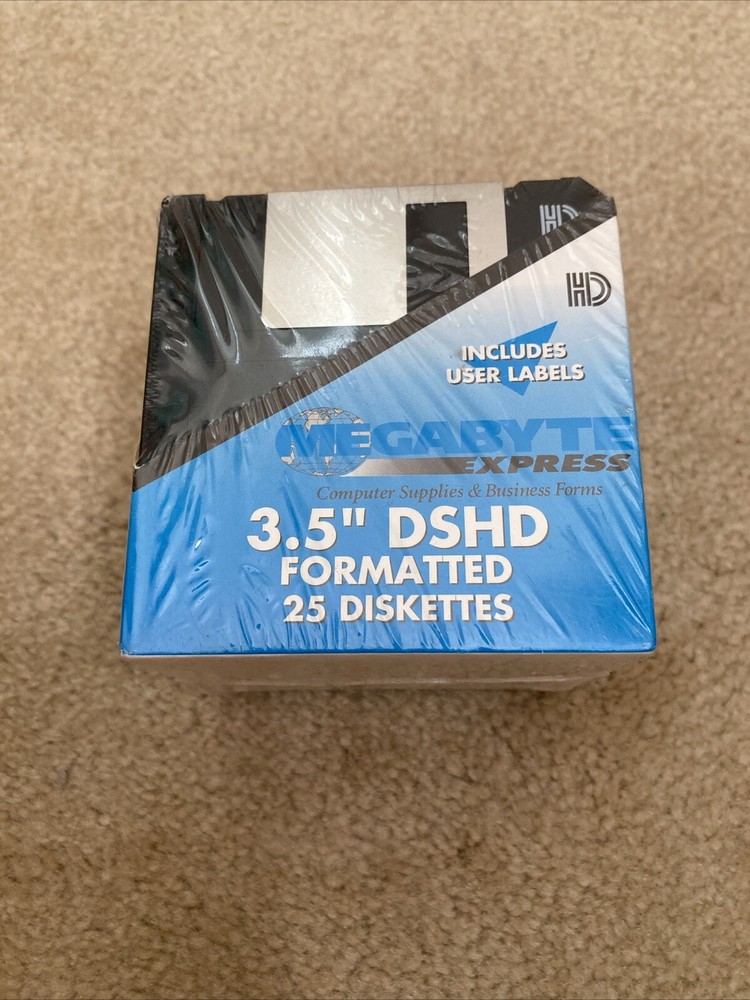 HD
HD
INCLUDES
USER LABELS
MEGABYTE
EXPRESS
Computer Supplies & Business Forms
3.5" DSHD
FORMATTED
25 DISKETTES